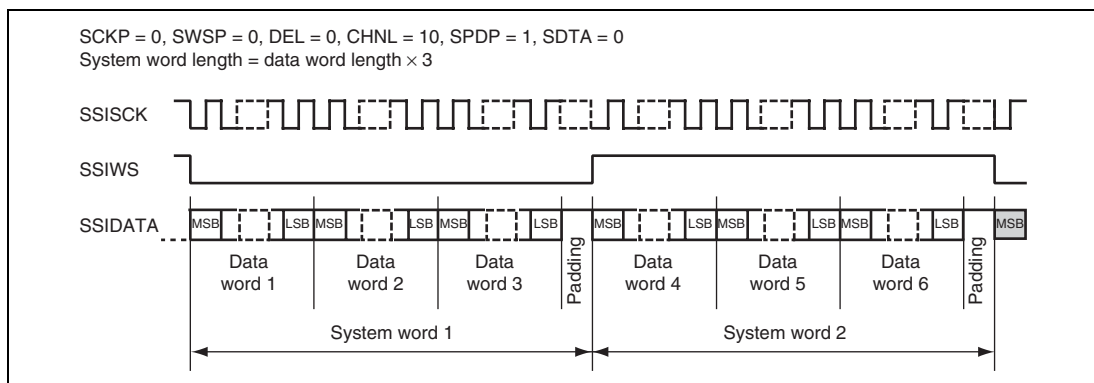 SCKP = 0, SWSP = 0, DEL = 0, CHNL = 10, SPDP = 1, SDTA = 0
System word length = data word length × 3
SSISCK
SSIWS
SSIDATA
MSB LSB MSB LSB MSB LSB MSB LSB MSB LSB MSB LSB MSB
Data word 1
Data word 2
Data word 3
Padding
Data word 4
Data word 5
Data word 6
Padding
System word 1
System word 2